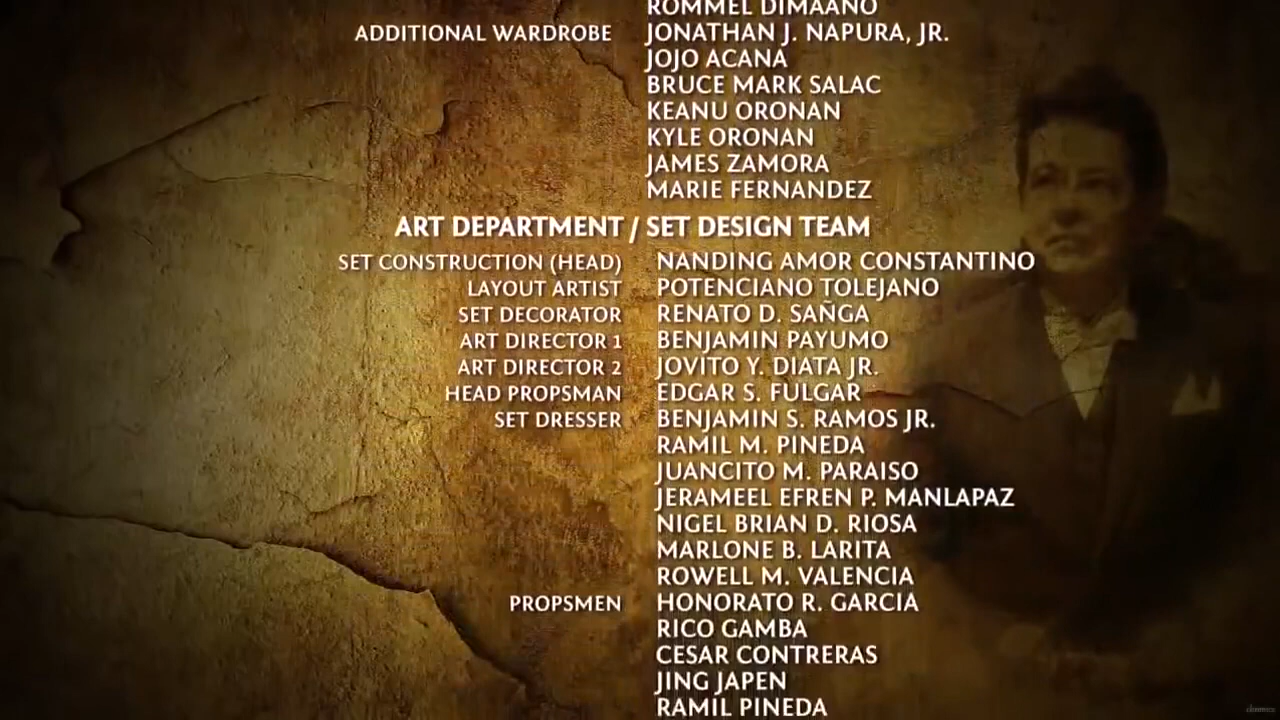 ROMMEL DIMAANO
ADDITIONAL WARDROBE JONATHAN J. NAPURA, JR.
JOJO ACANA
BRUCE MARK SALAC
KEANU ORONAN
KYLE ORONAN
JAMES ZAMORA
MARIE FERNANDEZ
ART DEPARTMENT / SET DESIGN TEAM
SET CONSTRUCTION (HEAD) NANDING AMOR CONSTANTINO
LAYOUT ARTIST POTENCIANO TOLEJANO
SET DECORATOR RENATO D. SAÑGA
ART DIRECTOR 1 BENJAMIN PAYUMO
ART DIRECTOR 2 JOVITO Y. DIATA JR.
HEAD PROPSMAN EDGAR S. FULGAR
SET DRESSER BENJAMIN S. RAMOS JR.
RAMIL M. PINEDA
JUANCITO M. PARAISO
JERAMEEL EFREN P. MANLAPAZ
NIGEL BRIAN D. RIOSA
MARLONE B. LARITA
ROWELL M. VALENCIA
PROPSMEN HONORATO R. GARCIA
RICO GAMBA
CESAR CONTRERAS
JING JAPEN
RAMIL PINEDA